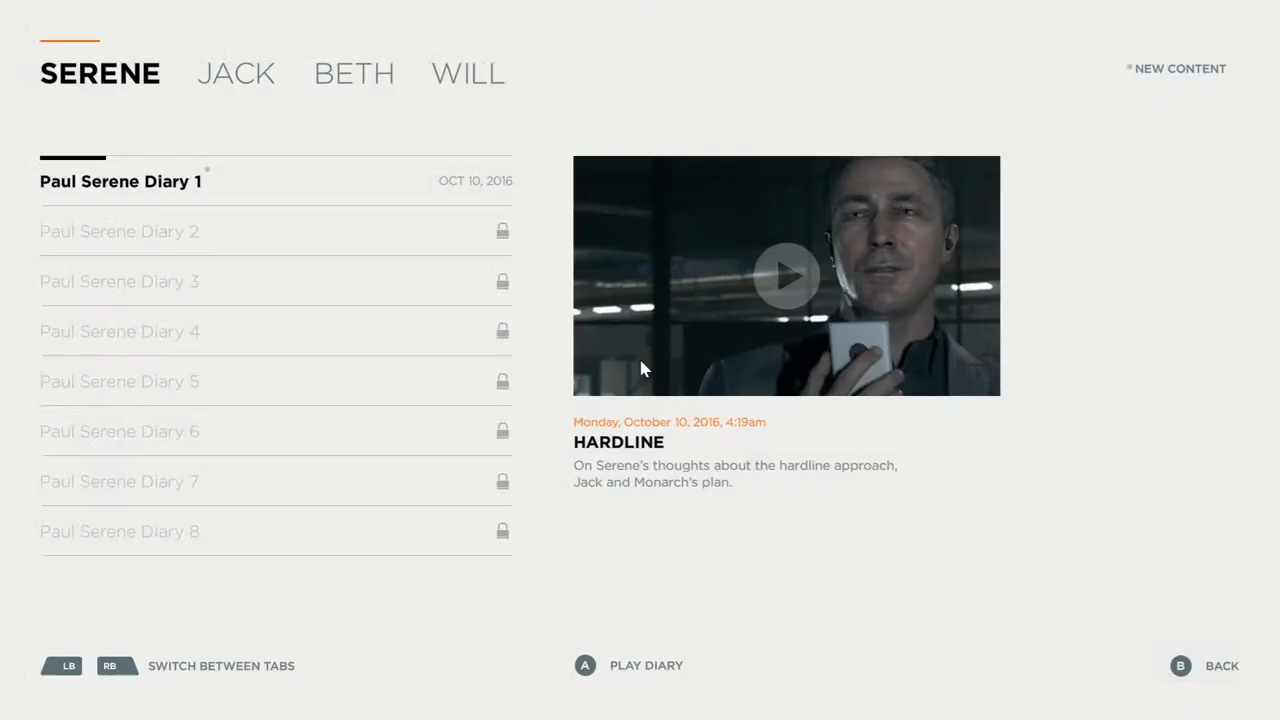 SERENE JACK BETH WILL
NEW CONTENT
Paul Serene Diary 1 OCT 10, 2016
Paul Serene Diary 2
Paul Serene Diary 3
Paul Serene Diary 4
Paul Serene Diary 5
Paul Serene Diary 6
Paul Serene Diary 7
Paul Serene Diary 8
Monday, October 10, 2016, 4:19am
HARDLINE
On Serene's thoughts about the hardline approach,
Jack and Monarch's plan.
LB RB SWITCH BETWEEN TABS
A PLAY DIARY
B BACK